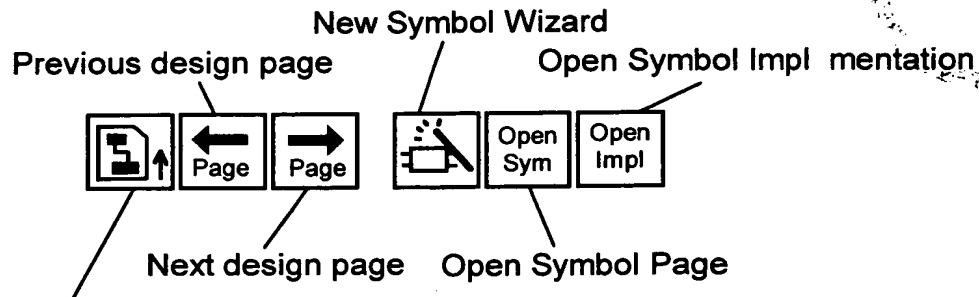 New Symbol Wizard
Previous design page
Open Symbol Impl mentation
Page
Page
Open
Sym
Open
Impl
Next design page
Open Symbol Page